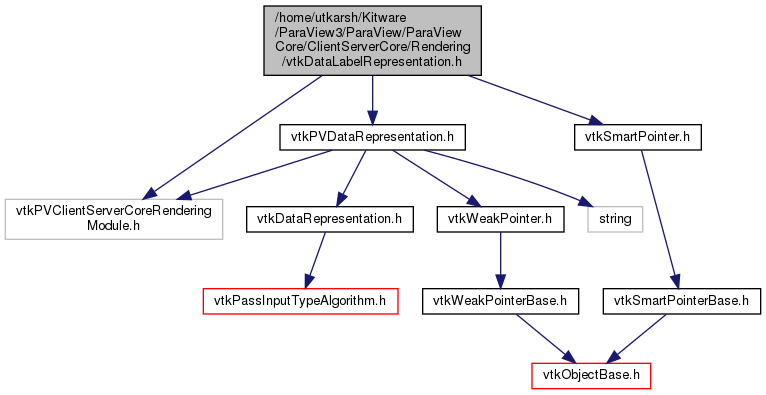 /home/utkarsh/Kitware
/ParaView3/ParaView/ParaView
Core/ClientServerCore/Rendering
/vtkDataLabelRepresentation.h
vtkPVDataRepresentation.h
vtkSmartPointer.h
vtkPVClientServerCoreRendering
Module.h
vtkDataRepresentation.h
vtkWeakPointer.h
string
vtkPassInputTypeAlgorithm.h
vtkWeakPointerBase.h
vtkSmartPointerBase.h
vtkObjectBase.h